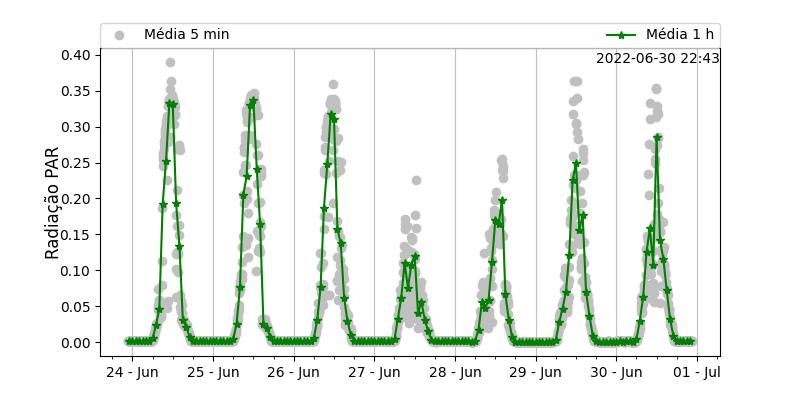 Média 5 min
Média 1 h
2022-06-30 22:43
Radiação PAR
0.40
0.35
0.30
0.25
0.20
0.15
0.10
0.05
0.00
24 - Jun
25 - Jun
26 - Jun
27 - Jun
28 - Jun
29 - Jun
30 - Jun
01 - Jul